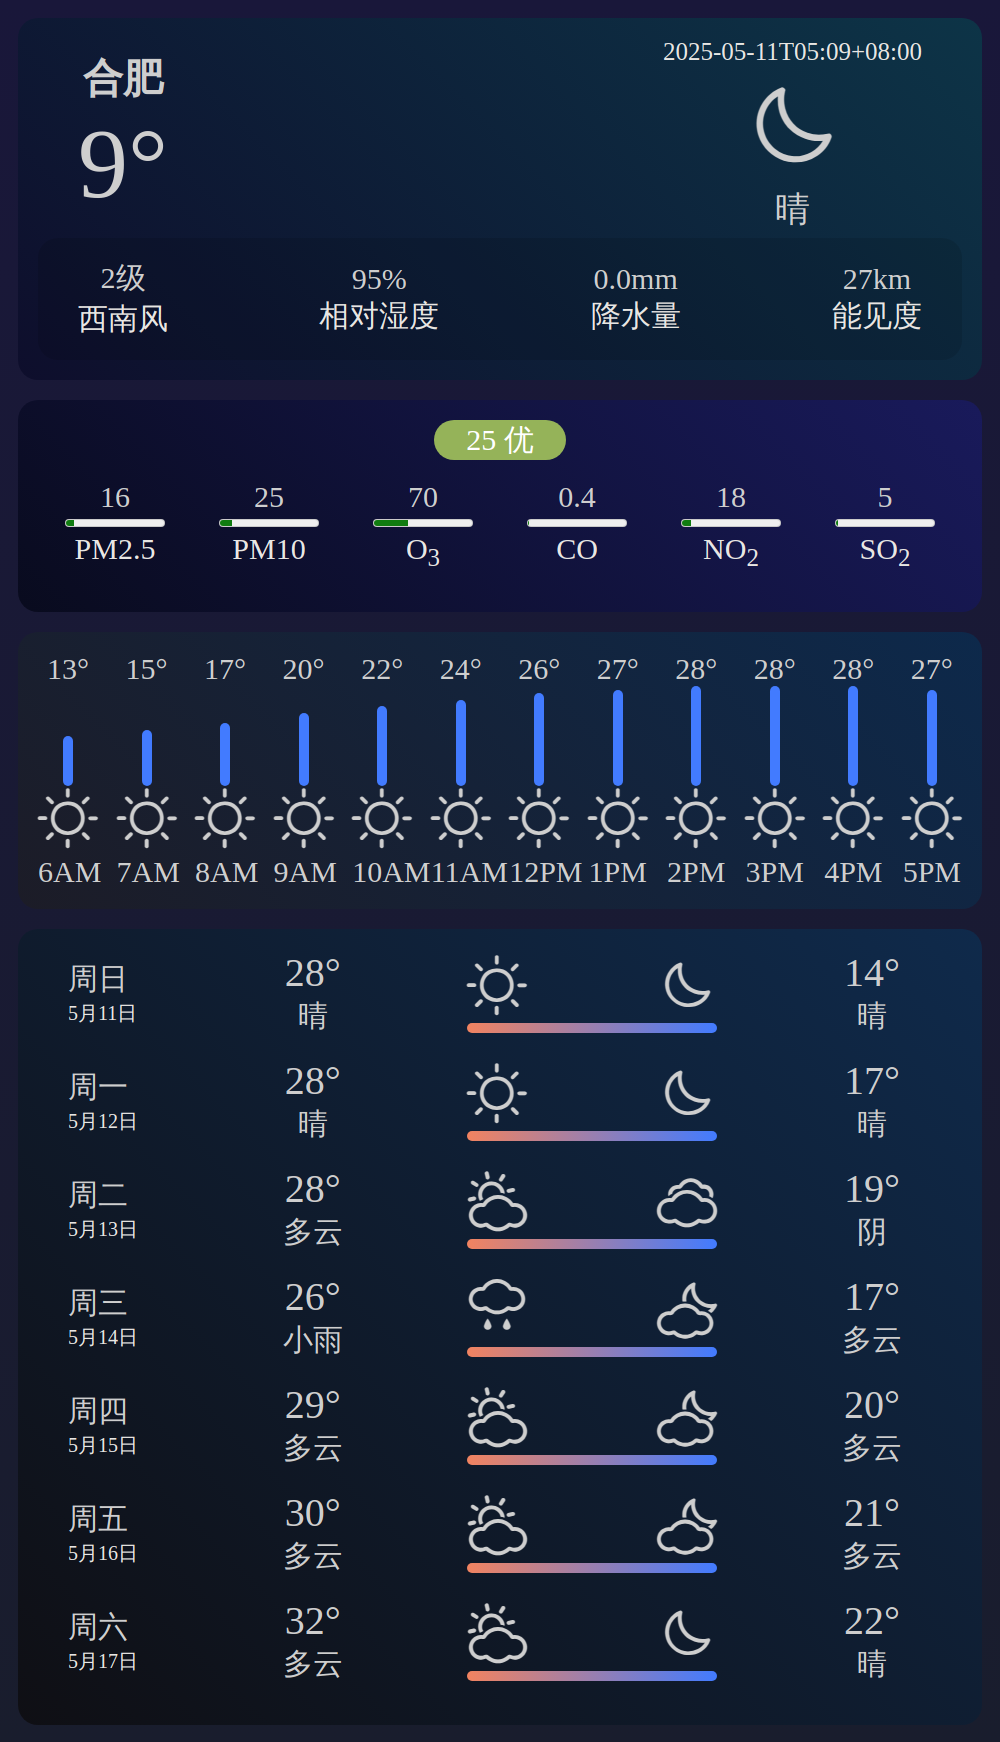 合肥
9°
2025-05-11T05:09+08:00
晴
2级 95% 0.0mm 27km
西南风 相对湿度 降水量 能见度
25 优
16 25 70 0.4 18 5
PM2.5 PM10 O3 CO NO2 SO2
13° 15° 17° 20° 22° 24° 26° 27° 28° 28° 28° 27°
6AM 7AM 8AM 9AM 10AM 11AM 12PM 1PM 2PM 3PM 4PM 5PM
周日 28° 14°
5月11日 晴 晴
周一 28° 17°
5月12日 晴 晴
周二 28° 19°
5月13日 多云 阴
周三 26° 17°
5月14日 小雨 多云
周四 29° 20°
5月15日 多云 多云
周五 30° 21°
5月16日 多云 多云
周六 32° 22°
5月17日 多云 晴